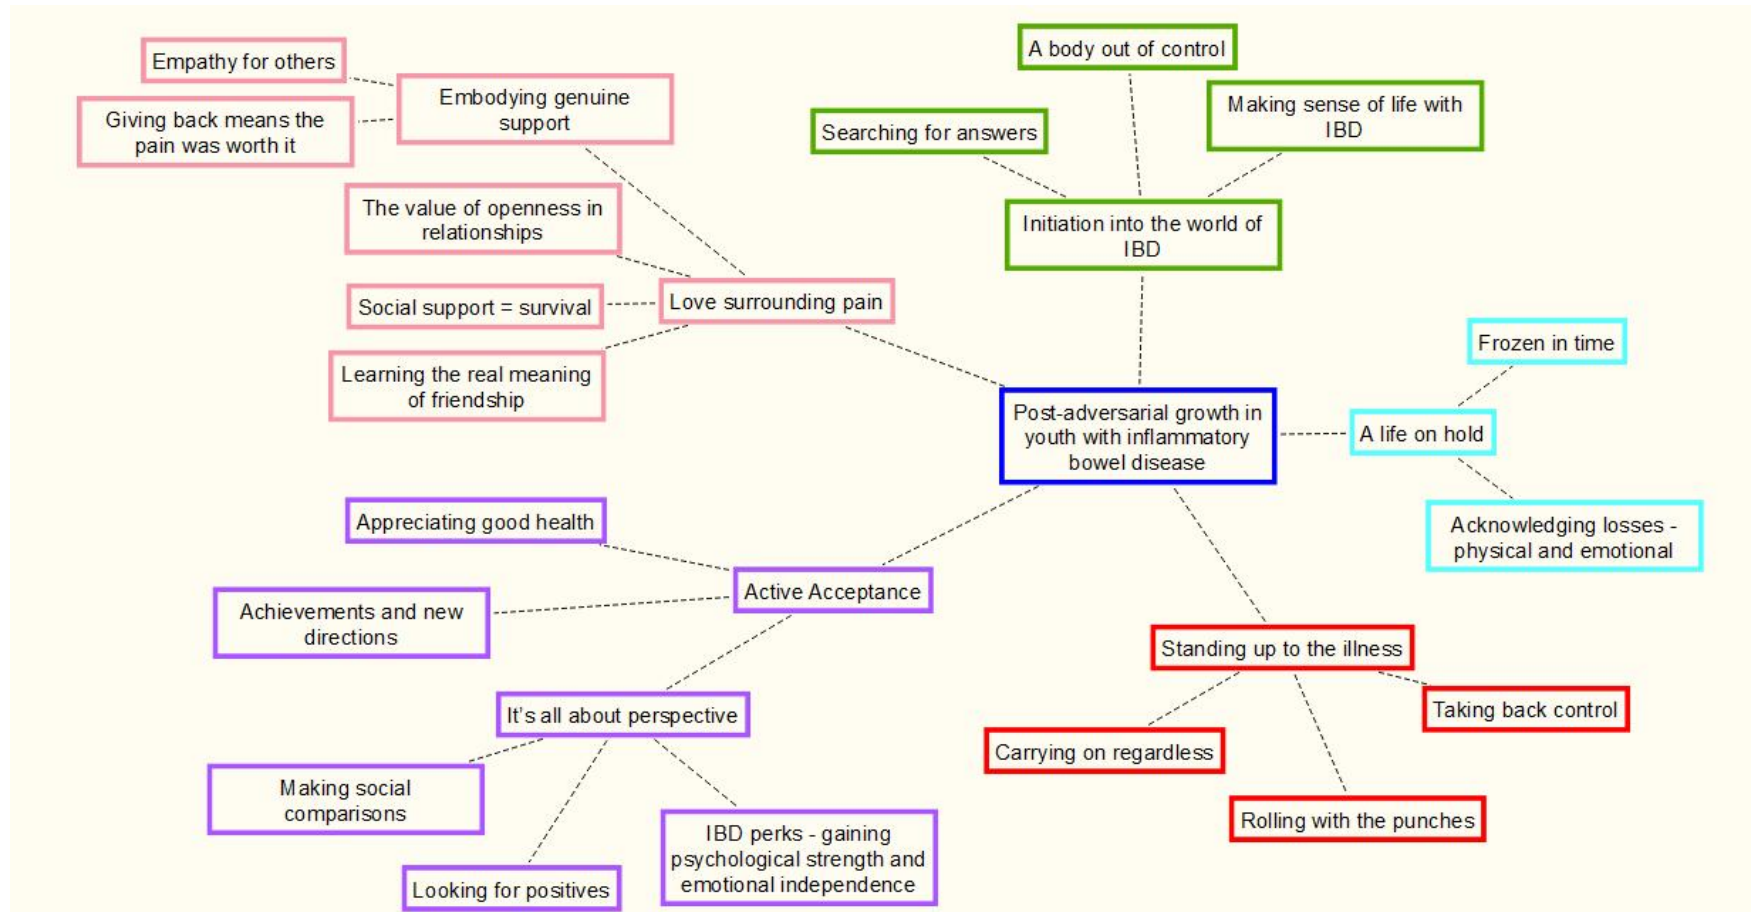 Empathy for others
Giving back means the
pain was worth it
Embodying genuine
support
The value of openness in
relationships
Social support = survival
Learning the real meaning
of friendship
Love surrounding pain
A body out of control
Searching for answers
Making sense of life with
IBD
Initiation into the world of
IBD
Post-adversarial growth in
youth with inflammatory
bowel disease
Frozen in time
A life on hold
Acknowledging losses -
physical and emotional
Appreciating good health
Achievements and new
directions
Active Acceptance
It’s all about perspective
Making social
comparisons
Looking for positives
IBD perks - gaining
psychological strength and
emotional independence
Standing up to the illness
Taking back control
Carrying on regardless
Rolling with the punches